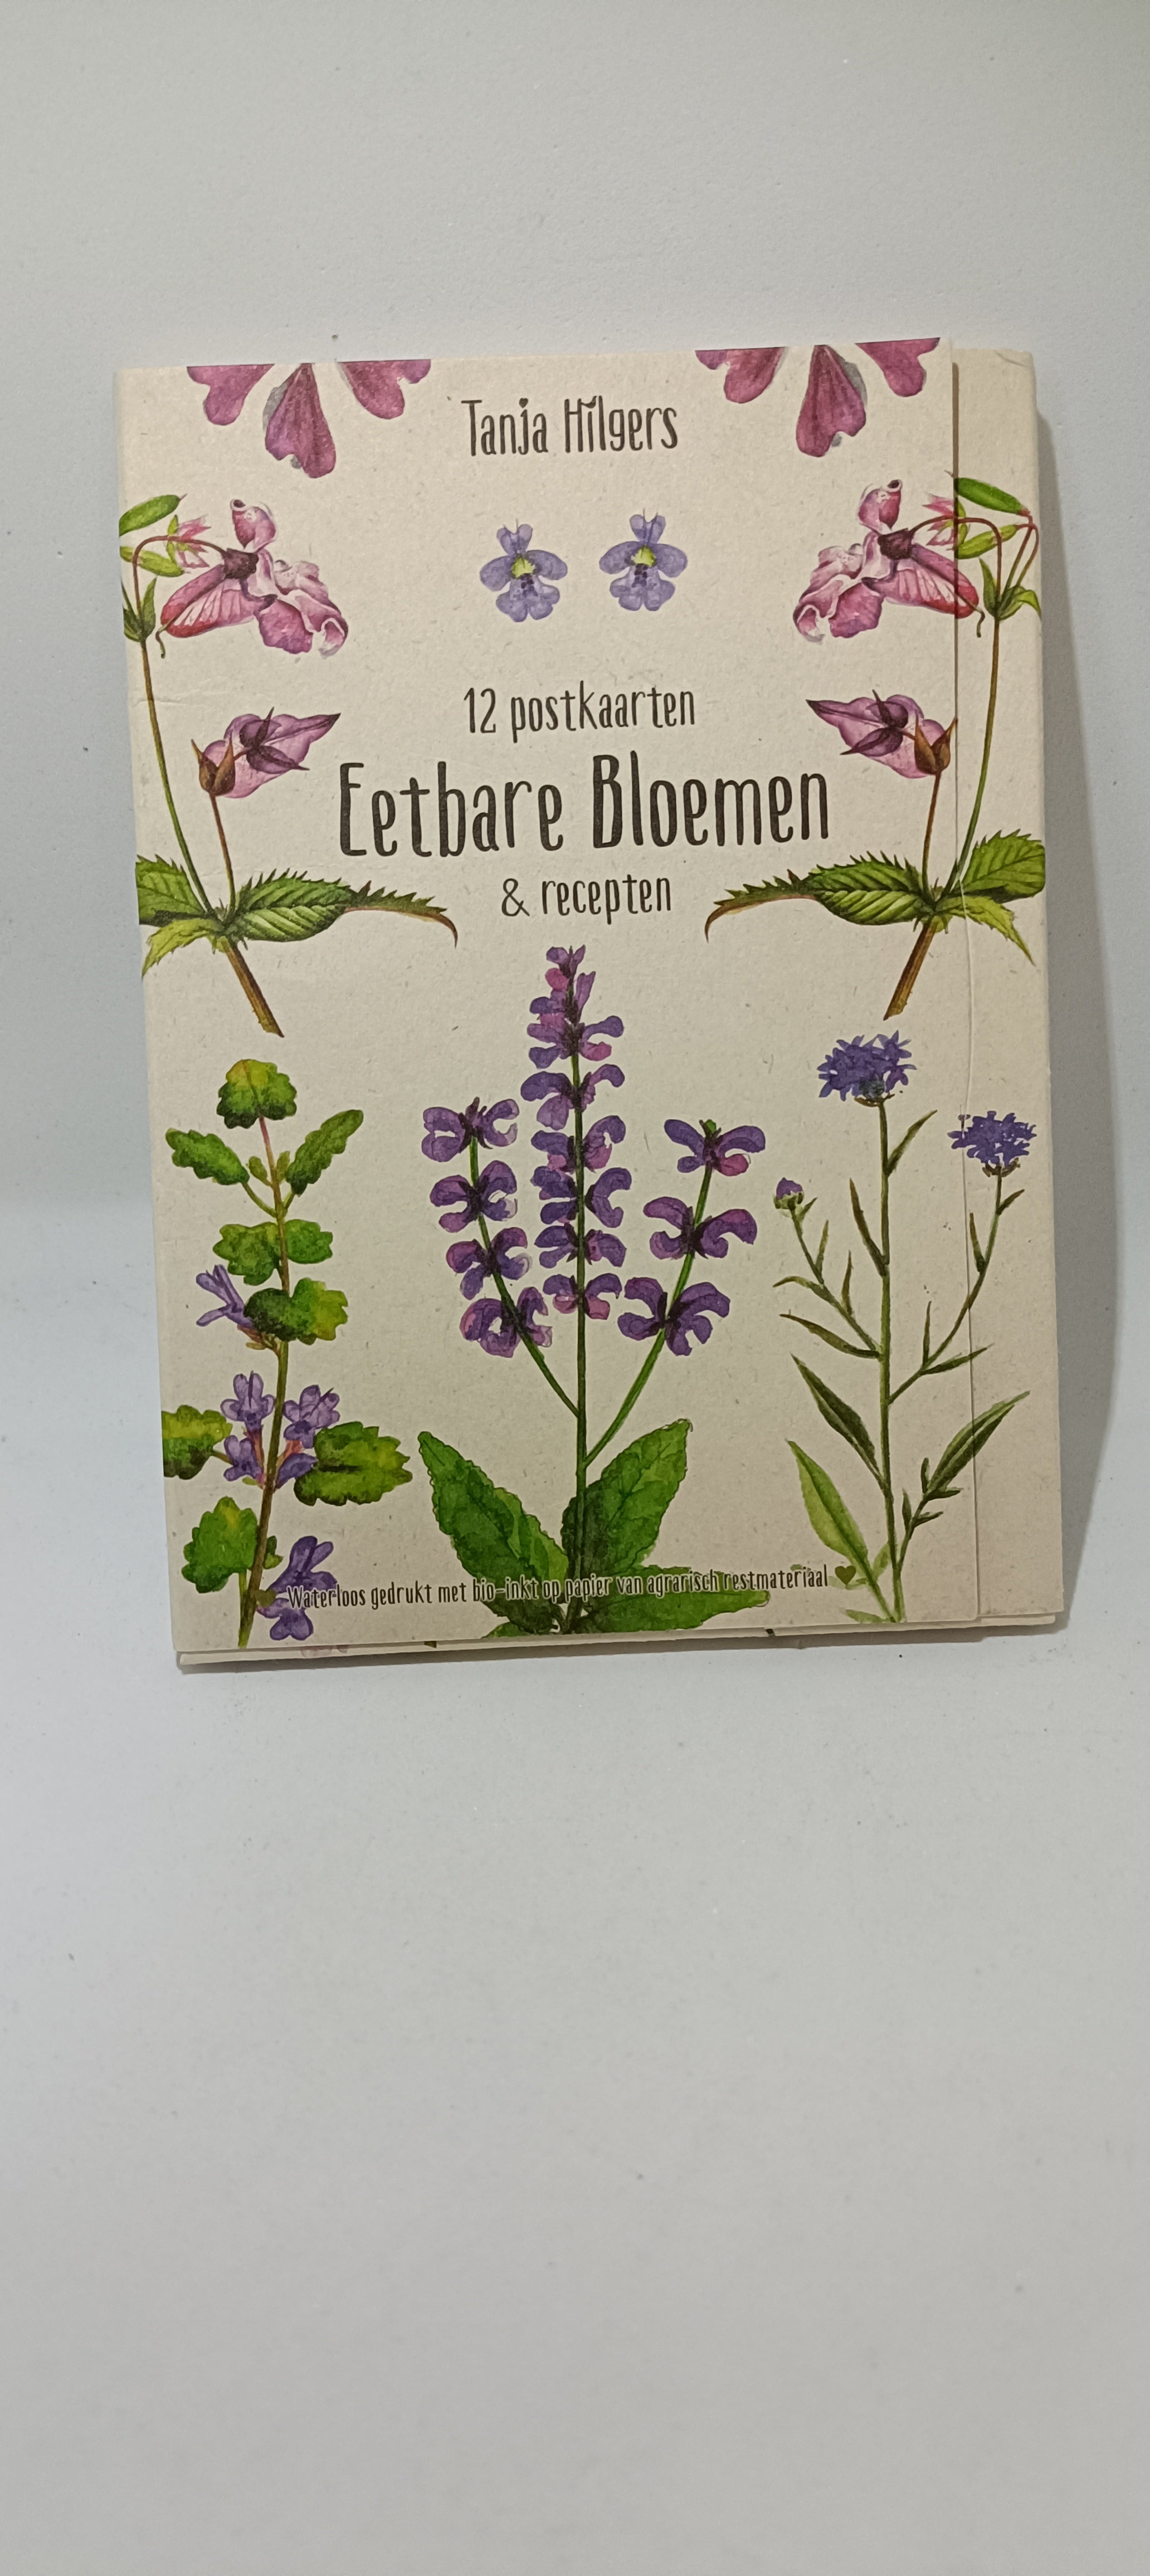 Tanja Hilgers
12 postkaarten
Eetbare Bloemen
& recepten
Waterloos gedrukt met bio-inkt op papier van agrarisch restmateriaal